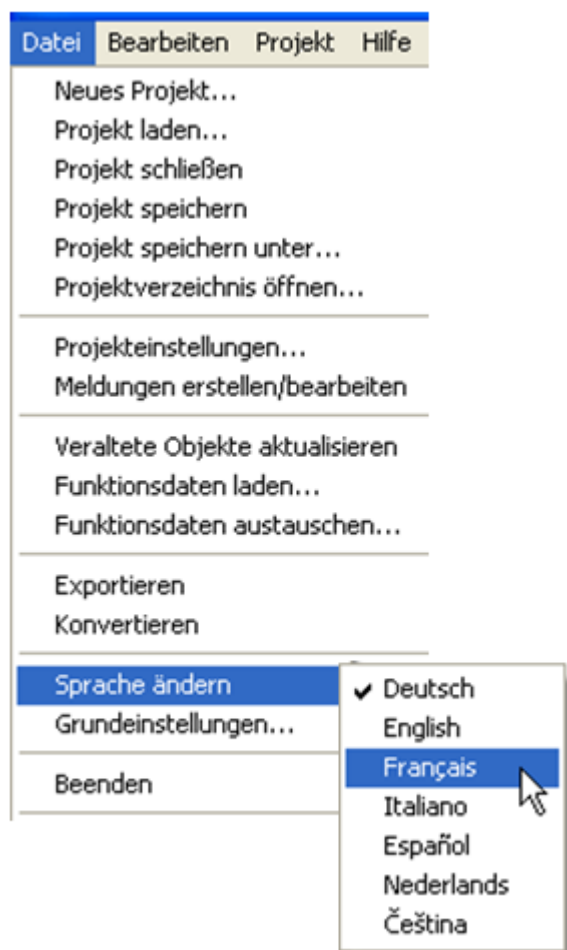 Datei Bearbeiten Projekt Hilfe
Neues Projekt...
Projekt laden...
Projekt schließen
Projekt speichern
Projekt speichern unter...
Projektverzeichnis öffnen...
Projekteinstellungen...
Meldungen erstellen/bearbeiten
Veraltete Objekte aktualisieren
Funktionsdaten laden...
Funktionsdaten austauschen...
Exportieren
Konvertieren
Sprache ändern
Grundeinstellungen...
Beenden
Deutsch
English
Français
Italiano
Español
Nederlands
Čeština